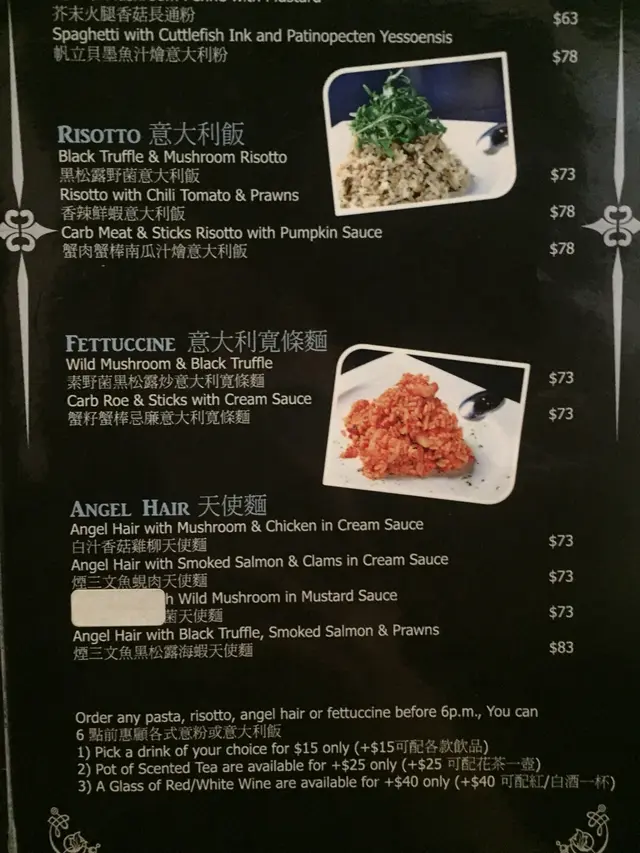 with Mustard
芥末火腿香菇長通粉 $63
Spaghetti with Cuttlefish Ink and Patinopecten Yessoensis
帆立貝墨魚汁燴意大利粉 $78
RISOTTO 意大利飯
Black Truffle & Mushroom Risotto
黑松露野菌意大利飯 $73
Risotto with Chili Tomato & Prawns
香辣鮮蝦意大利飯 $78
Carb Meat & Sticks Risotto with Pumpkin Sauce
蟹肉蟹棒南瓜汁燴意大利飯 $78
FETTUCCINE 意大利寬條麵
Wild Mushroom & Black Truffle
素野菌黑松露炒意大利寬條麵 $73
Carb Roe & Sticks with Cream Sauce
蟹籽蟹棒忌廉意大利寬條麵 $73
ANGEL HAIR 天使麵
Angel Hair with Mushroom & Chicken in Cream Sauce
白汁香菇雞柳天使麵 $73
Angel Hair with Smoked Salmon & Clams in Cream Sauce
煙三文魚蜆肉天使麵 $73
h Wild Mushroom in Mustard Sauce
菌天使麵 $73
Angel Hair with Black Truffle, Smoked Salmon & Prawns
煙三文魚黑松露海蝦天使麵 $83
Order any pasta, risotto, angel hair or fettuccine before 6p.m., You can
6 點前惠顧各式意粉或意大利飯
1) Pick a drink of your choice for $15 only (+$15可配各款飲品)
2) Pot of Scented Tea are available for +$25 only (+$25 可配花茶一壺)
3) A Glass of Red/White Wine are available for +$40 only (+$40 可配紅/白酒一杯)